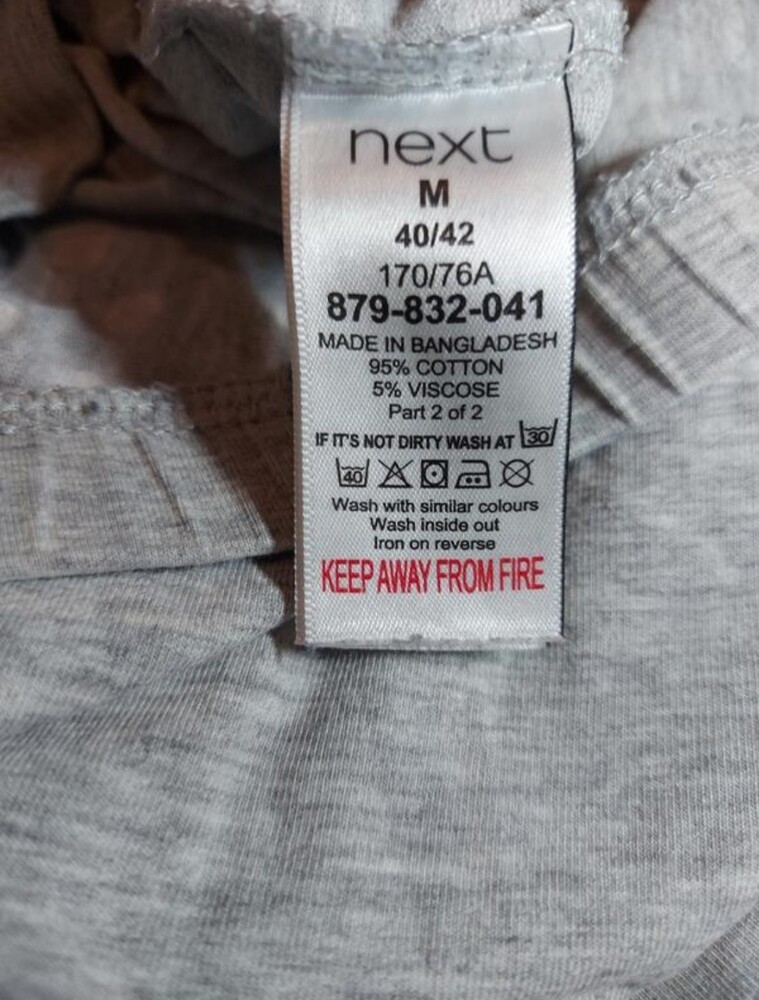 next
M
40/42
170/76A
879-832-041
MADE IN BANGLADESH
95% COTTON
5% VISCOSE
Part 2 of 2
IF IT'S NOT DIRTY WASH AT 30
40
Wash with similar colours
Wash inside out
Iron on reverse
KEEP AWAY FROM FIRE